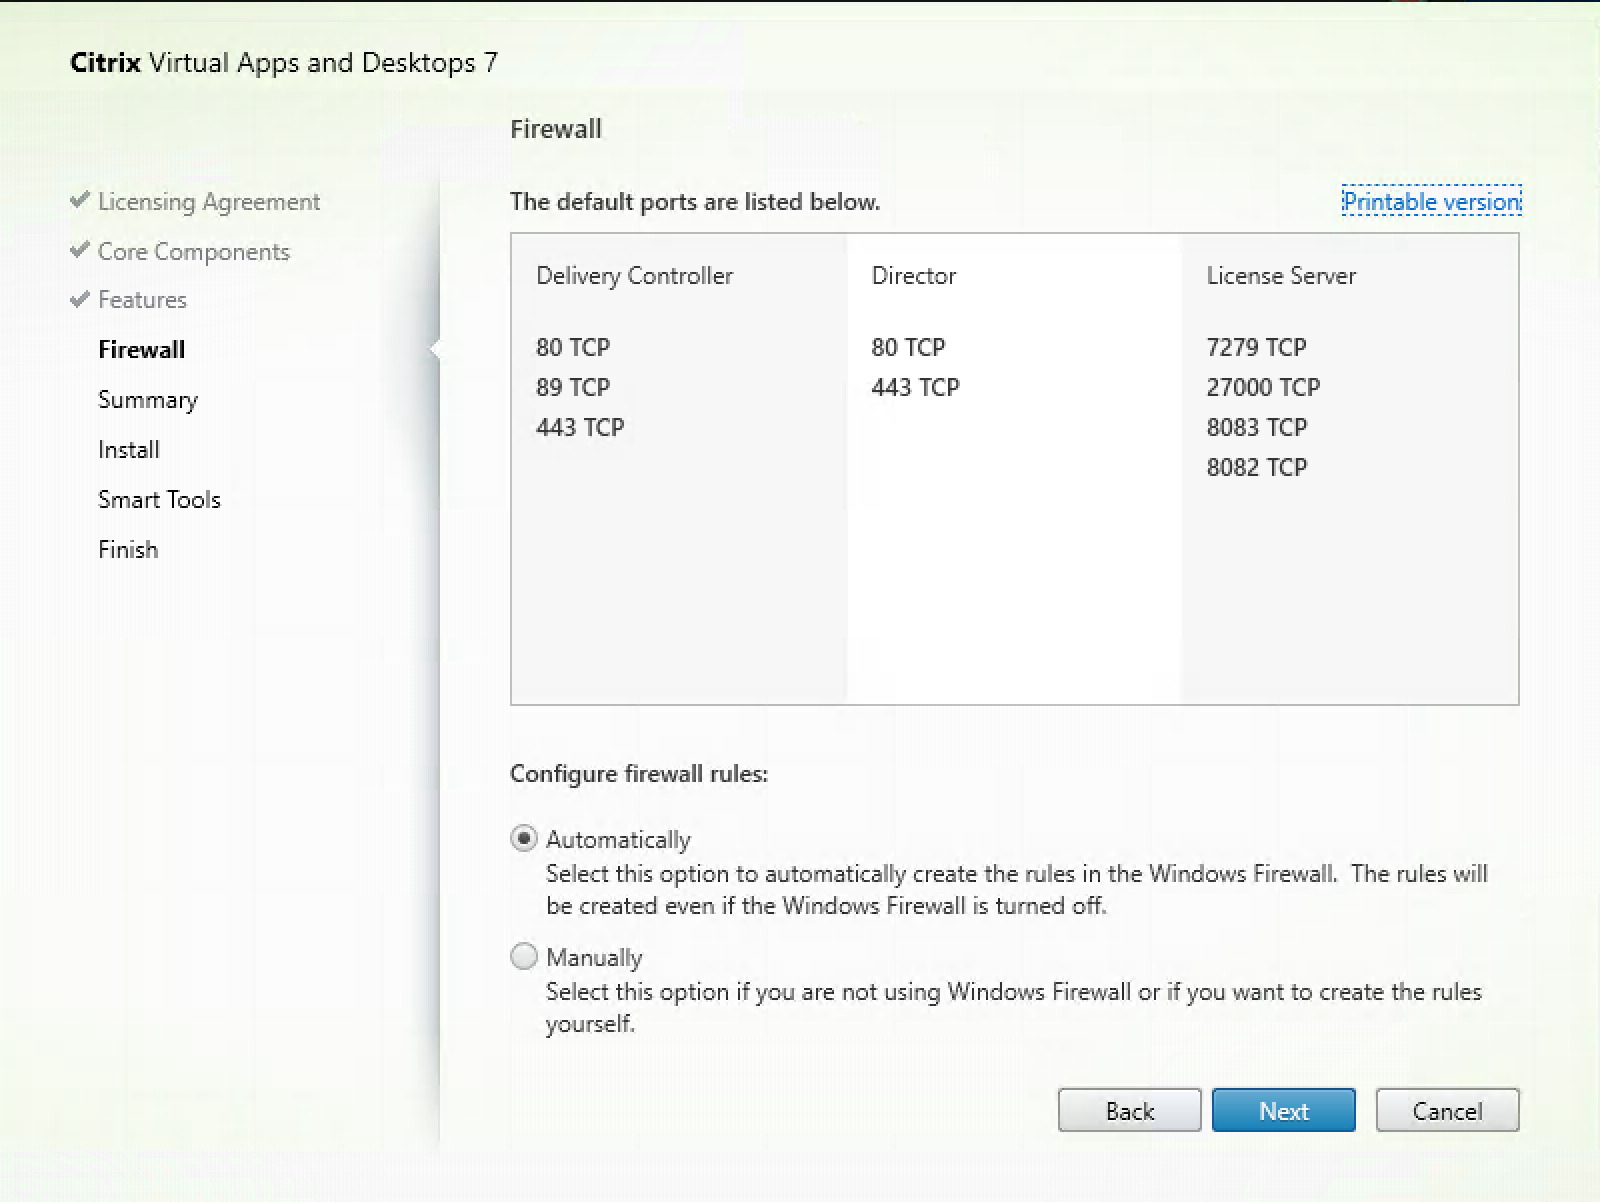 Citrix Virtual Apps and Desktops 7
Licensing Agreement
Core Components
Features
Firewall
Summary
Install
Smart Tools
Finish
Firewall
The default ports are listed below.
Printable version
Delivery Controller
80 TCP
89 TCP
443 TCP
Director
80 TCP
443 TCP
License Server
7279 TCP
27000 TCP
8083 TCP
8082 TCP
Configure firewall rules:
Automatically
Select this option to automatically create the rules in the Windows Firewall. The rules will
be created even if the Windows Firewall is turned off.
Manually
Select this option if you are not using Windows Firewall or if you want to create the rules
yourself.
Back
Next
Cancel